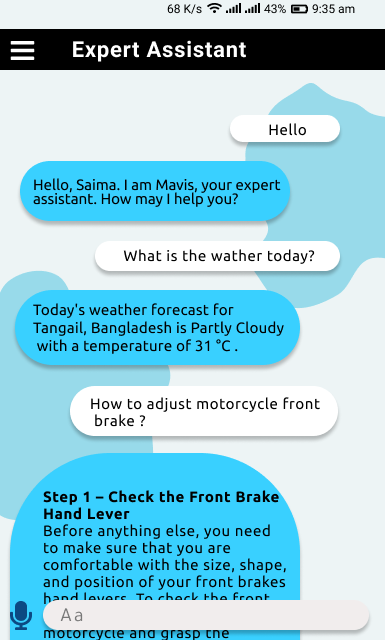 68 K/s 43% 9:35 am
Expert Assistant
Hello
Hello, Saima. I am Mavis, your expert
assistant. How may I help you?
What is the wather today?
Today's weather forecast for
Tangail, Bangladesh is Partly Cloudy
with a temperature of 31 °C .
How to adjust motorcycle front
brake ?
Step 1 – Check the Front Brake
Hand Lever
Before anything else, you need
to make sure that you are
comfortable with the size, shape,
and position of your front brakes
hand levers. To check the front
Aa
motorcycle and grasp the